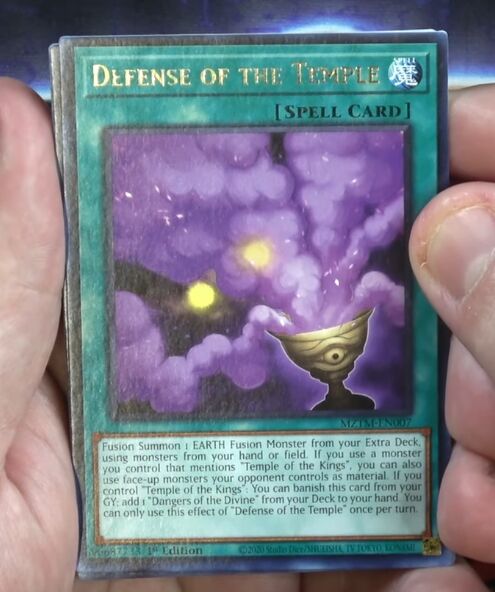 DEFENSE OF THE TEMPLE
SPELL 魔
[SPELL CARD]
MZTM-EN007
Fusion Summon 1 EARTH Fusion Monster from your Extra Deck,
using monsters from your hand or field. If you use a monster
you control that mentions "Temple of the Kings", you can also
use face-up monsters your opponent controls as material. If you
control "Temple of the Kings": You can banish this card from your
GY; add 1 "Dangers of the Divine" from your Deck to your hand. You
can only use this effect of "Defense of the Temple" once per turn.
1st Edition
©2020 Studio Dice/SHUEISHA, TV TOKYO, KONAMI